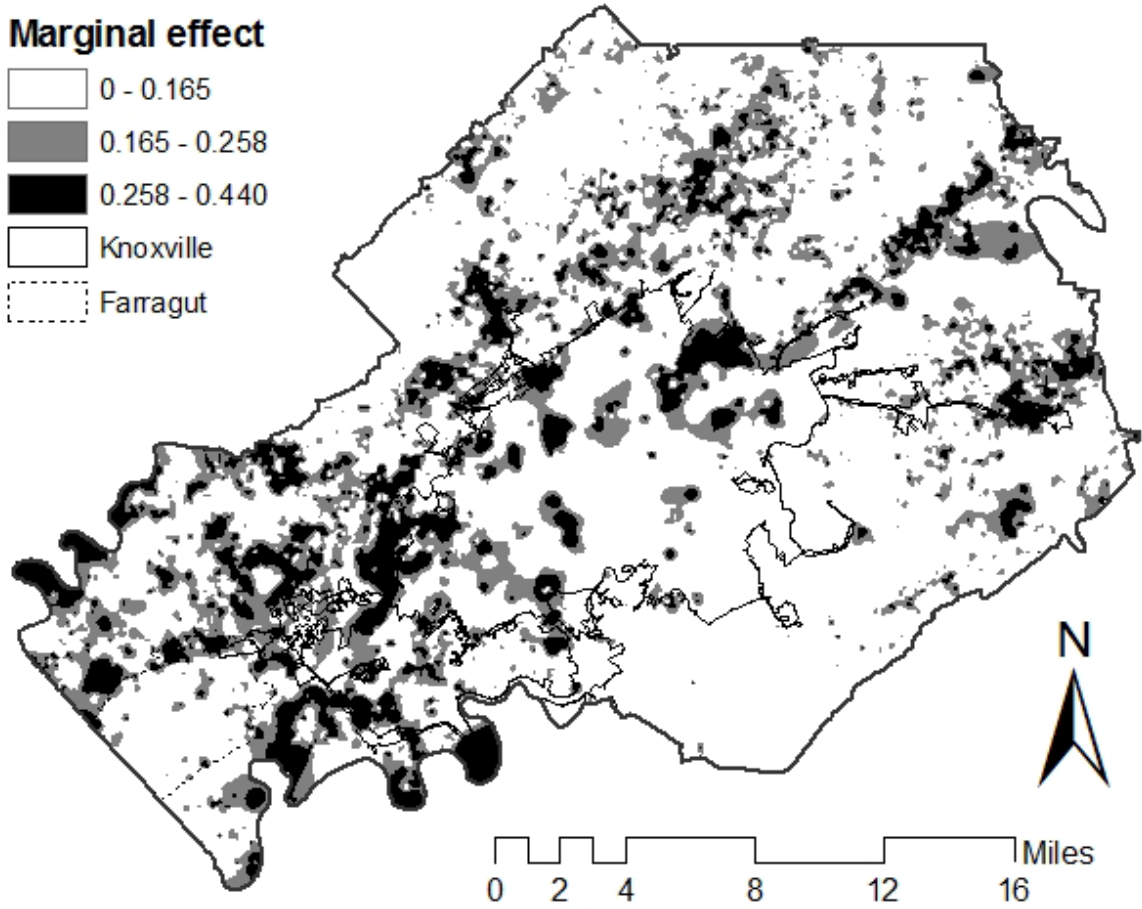 Marginal effect
0 - 0.165
0.165 - 0.258
0.258 - 0.440
Knoxville
Farragut
N
Miles
0 2 4 8 12 16